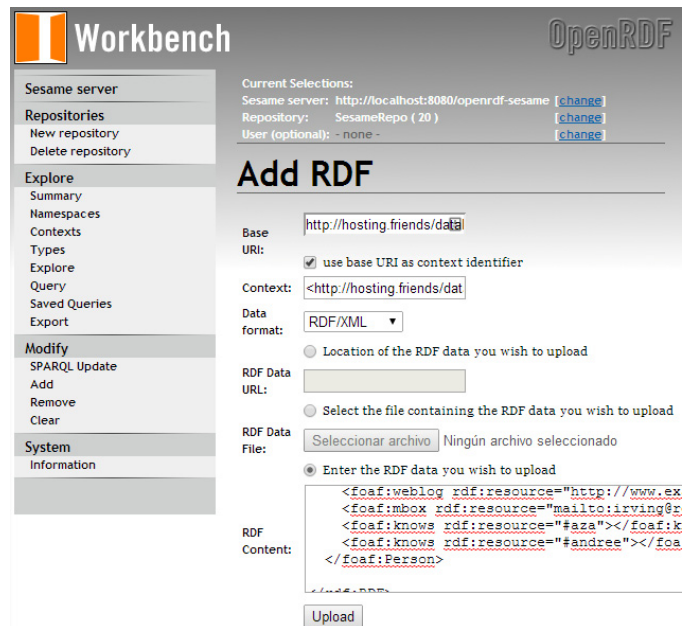 Workbench
OpenRDF
Sesame server
Repositories
New repository
Delete repository
Explore
Summary
Namespaces
Contexts
Types
Explore
Query
Saved Queries
Export
Modify
SPARQL Update
Add
Remove
Clear
System
Information
Current Selections:
Sesame server: http://localhost:8080/openrdf-sesame [change]
Repository: SesameRepo ( 20 ) [change]
User (optional): - none - [change]
Add RDF
Base URI: http://hosting.friends/datal
use base URI as context identifier
Context: <http://hosting.friends/dat
Data format: RDF/XML
Location of the RDF data you wish to upload
RDF Data URL:
Select the file containing the RDF data you wish to upload
RDF Data File: Seleccionar archivo Ningún archivo seleccionado
Enter the RDF data you wish to upload
RDF Content:
<foaf:weblog rdf:resource="http://www.ex
<foaf:mbox rdf:resource="mailto:irving@r
<foaf:knows rdf:resource="#aza"></foaf:k
<foaf:knows rdf:resource="#andree"></foa
</foaf:Person>
</rdf:RDF>
Upload